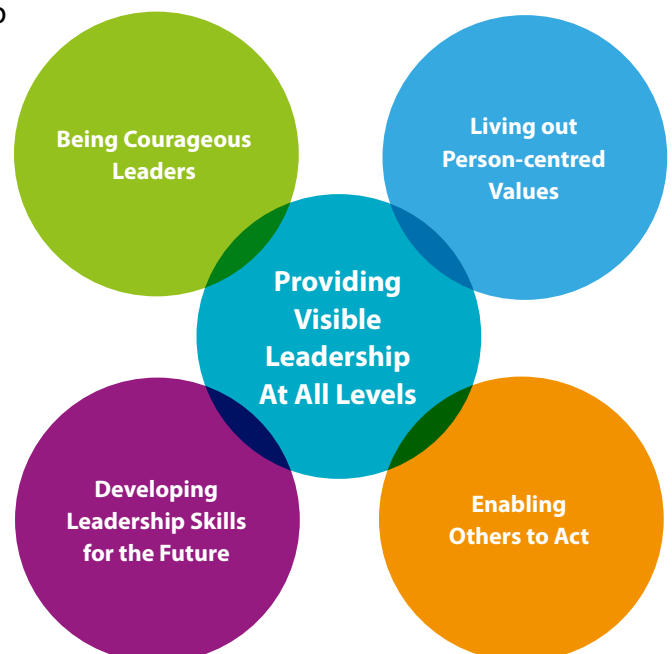 Being Courageous
Leaders
Living out
Person-centred
Values
Providing
Visible
Leadership
At All Levels
Developing
Leadership Skills
for the Future
Enabling
Others to Act